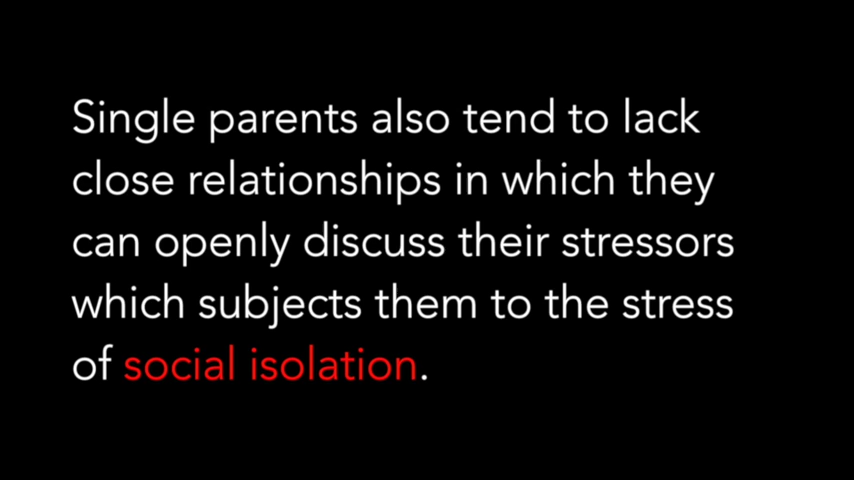 Single parents also tend to lack
close relationships in which they
can openly discuss their stressors
which subjects them to the stress
of social isolation.